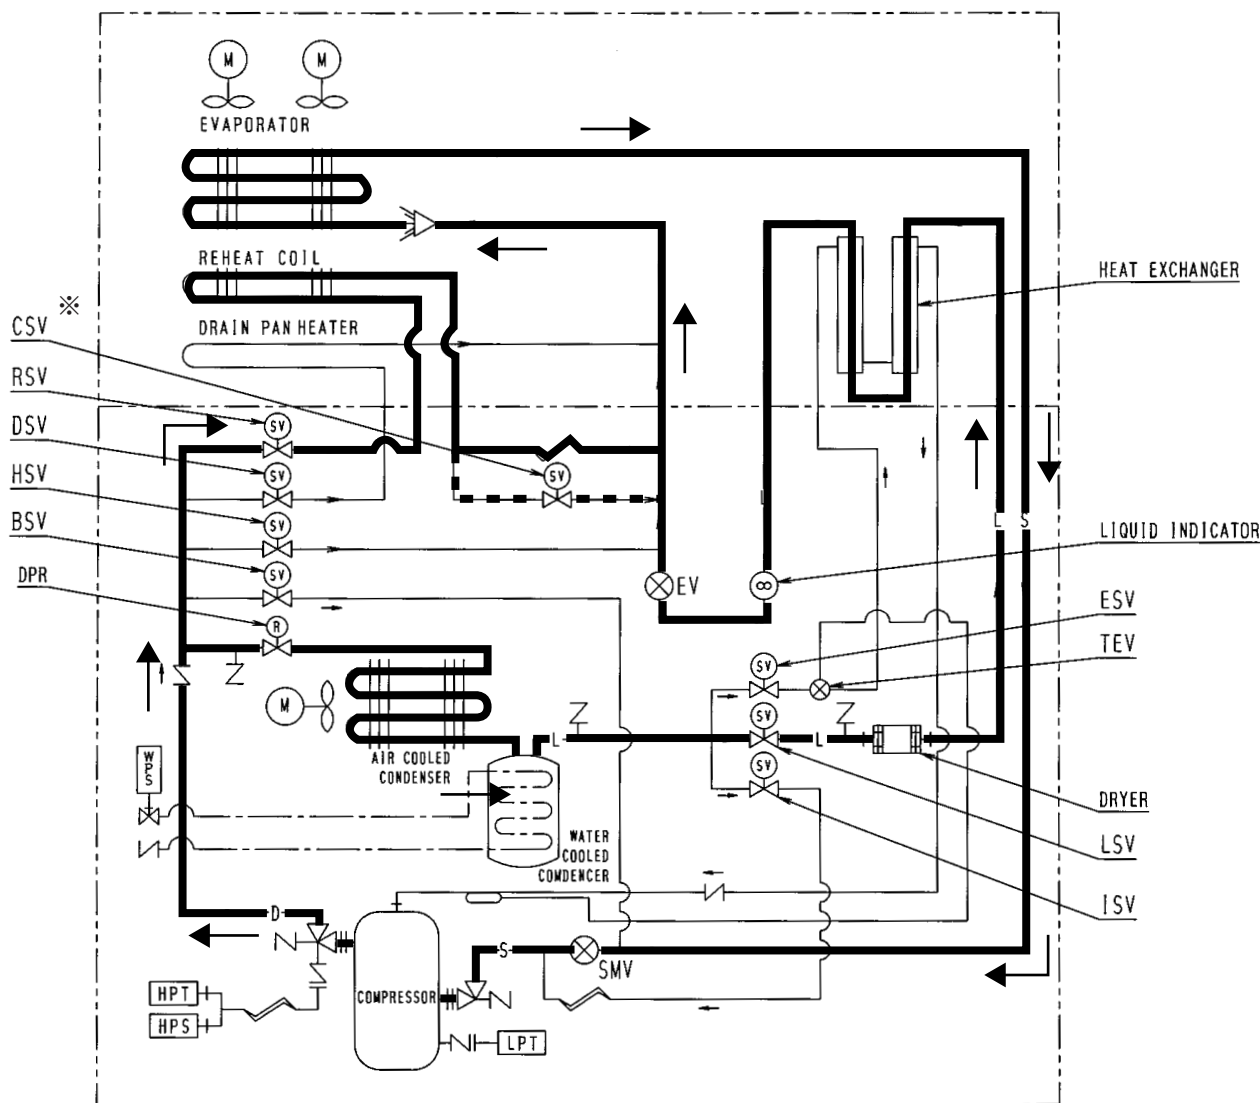 M M
EVAPORATOR
REHEAT COIL
HEAT EXCHANGER
※
CSV
DRAIN PAN HEATER
RSV
SV
DSV
SV
SV
HSV
L
L S
SV
BSV
LIQUID INDICATOR
SV
DPR
EV
∞
ESV
R
TEV
SV
M
SV
L
L
WPS
AIR COOLED
CONDENSER
SV
DRYER
WATER
COOLED
COMDENCER
LSV
ISV
D
S
SMV
HPT
COMPRESSOR
HPS
LPT